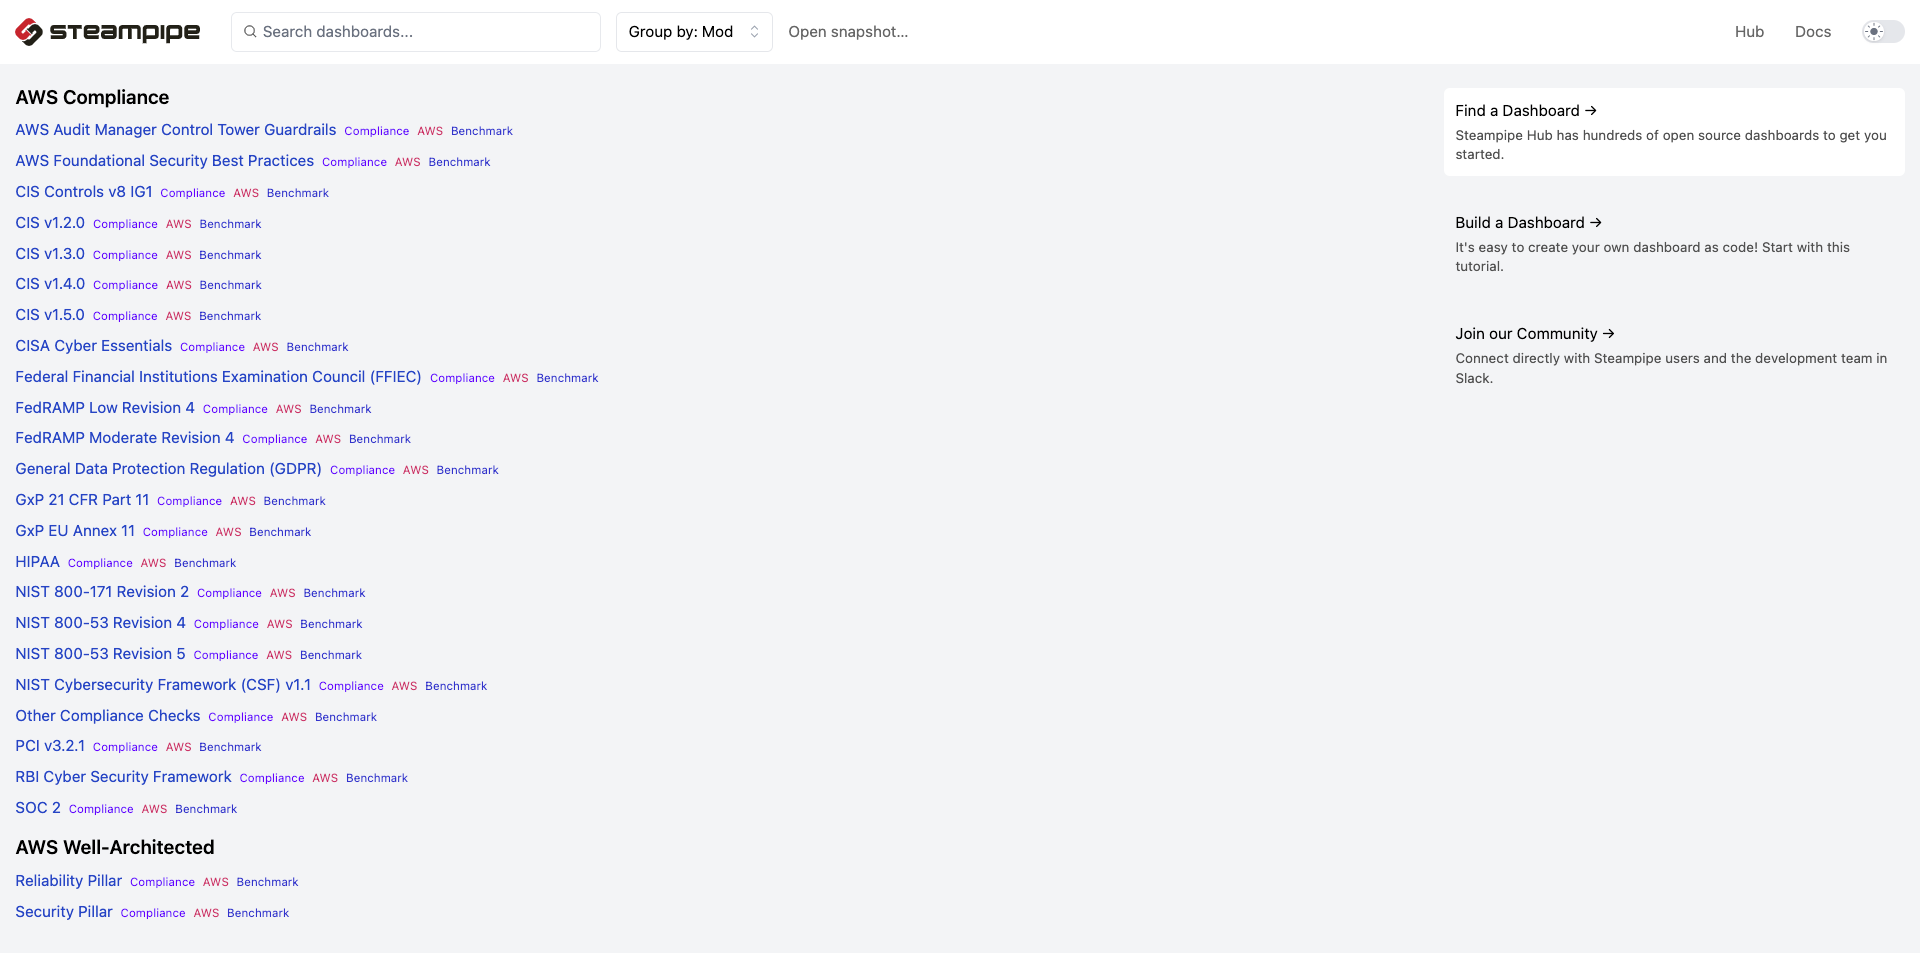 steampipe
Search dashboards...
Group by: Mod
Open snapshot...
Hub
Docs
AWS Compliance
AWS Audit Manager Control Tower Guardrails Compliance AWS Benchmark
AWS Foundational Security Best Practices Compliance AWS Benchmark
CIS Controls v8 IG1 Compliance AWS Benchmark
CIS v1.2.0 Compliance AWS Benchmark
CIS v1.3.0 Compliance AWS Benchmark
CIS v1.4.0 Compliance AWS Benchmark
CIS v1.5.0 Compliance AWS Benchmark
CISA Cyber Essentials Compliance AWS Benchmark
Federal Financial Institutions Examination Council (FFIEC) Compliance AWS Benchmark
FedRAMP Low Revision 4 Compliance AWS Benchmark
FedRAMP Moderate Revision 4 Compliance AWS Benchmark
General Data Protection Regulation (GDPR) Compliance AWS Benchmark
GxP 21 CFR Part 11 Compliance AWS Benchmark
GxP EU Annex 11 Compliance AWS Benchmark
HIPAA Compliance AWS Benchmark
NIST 800-171 Revision 2 Compliance AWS Benchmark
NIST 800-53 Revision 4 Compliance AWS Benchmark
NIST 800-53 Revision 5 Compliance AWS Benchmark
NIST Cybersecurity Framework (CSF) v1.1 Compliance AWS Benchmark
Other Compliance Checks Compliance AWS Benchmark
PCI v3.2.1 Compliance AWS Benchmark
RBI Cyber Security Framework Compliance AWS Benchmark
SOC 2 Compliance AWS Benchmark
AWS Well-Architected
Reliability Pillar Compliance AWS Benchmark
Security Pillar Compliance AWS Benchmark
Find a Dashboard →
Steampipe Hub has hundreds of open source dashboards to get you
started.
Build a Dashboard →
It's easy to create your own dashboard as code! Start with this
tutorial.
Join our Community →
Connect directly with Steampipe users and the development team in
Slack.